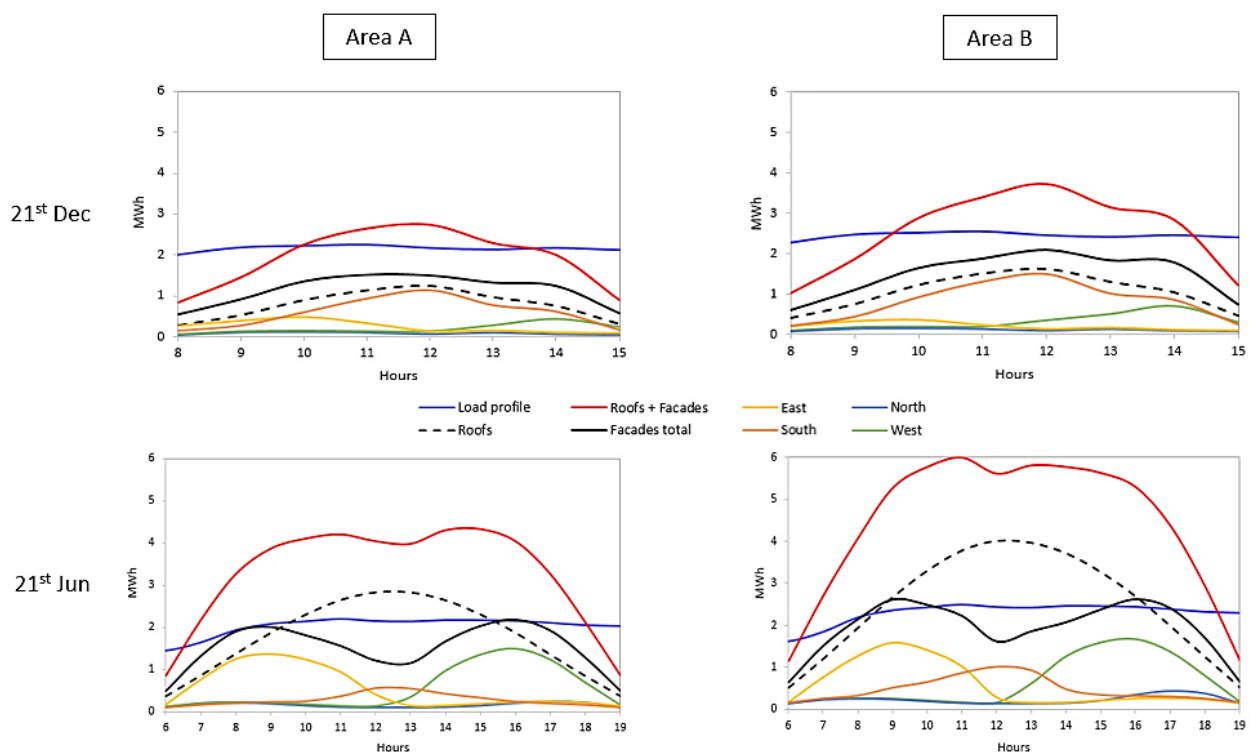 Area A
Area B
21st Dec
MWh
6
5
4
3
2
1
0
8 9 10 11 12 13 14 15
Hours
MWh
6
5
4
3
2
1
0
8 9 10 11 12 13 14 15
Hours
Load profile
Roofs + Facades
East
North
Roofs
Facades total
South
West
21st Jun
MWh
6
5
4
3
2
1
0
6 7 8 9 10 11 12 13 14 15 16 17 18 19
Hours
MWh
6
5
4
3
2
1
0
6 7 8 9 10 11 12 13 14 15 16 17 18 19
Hours